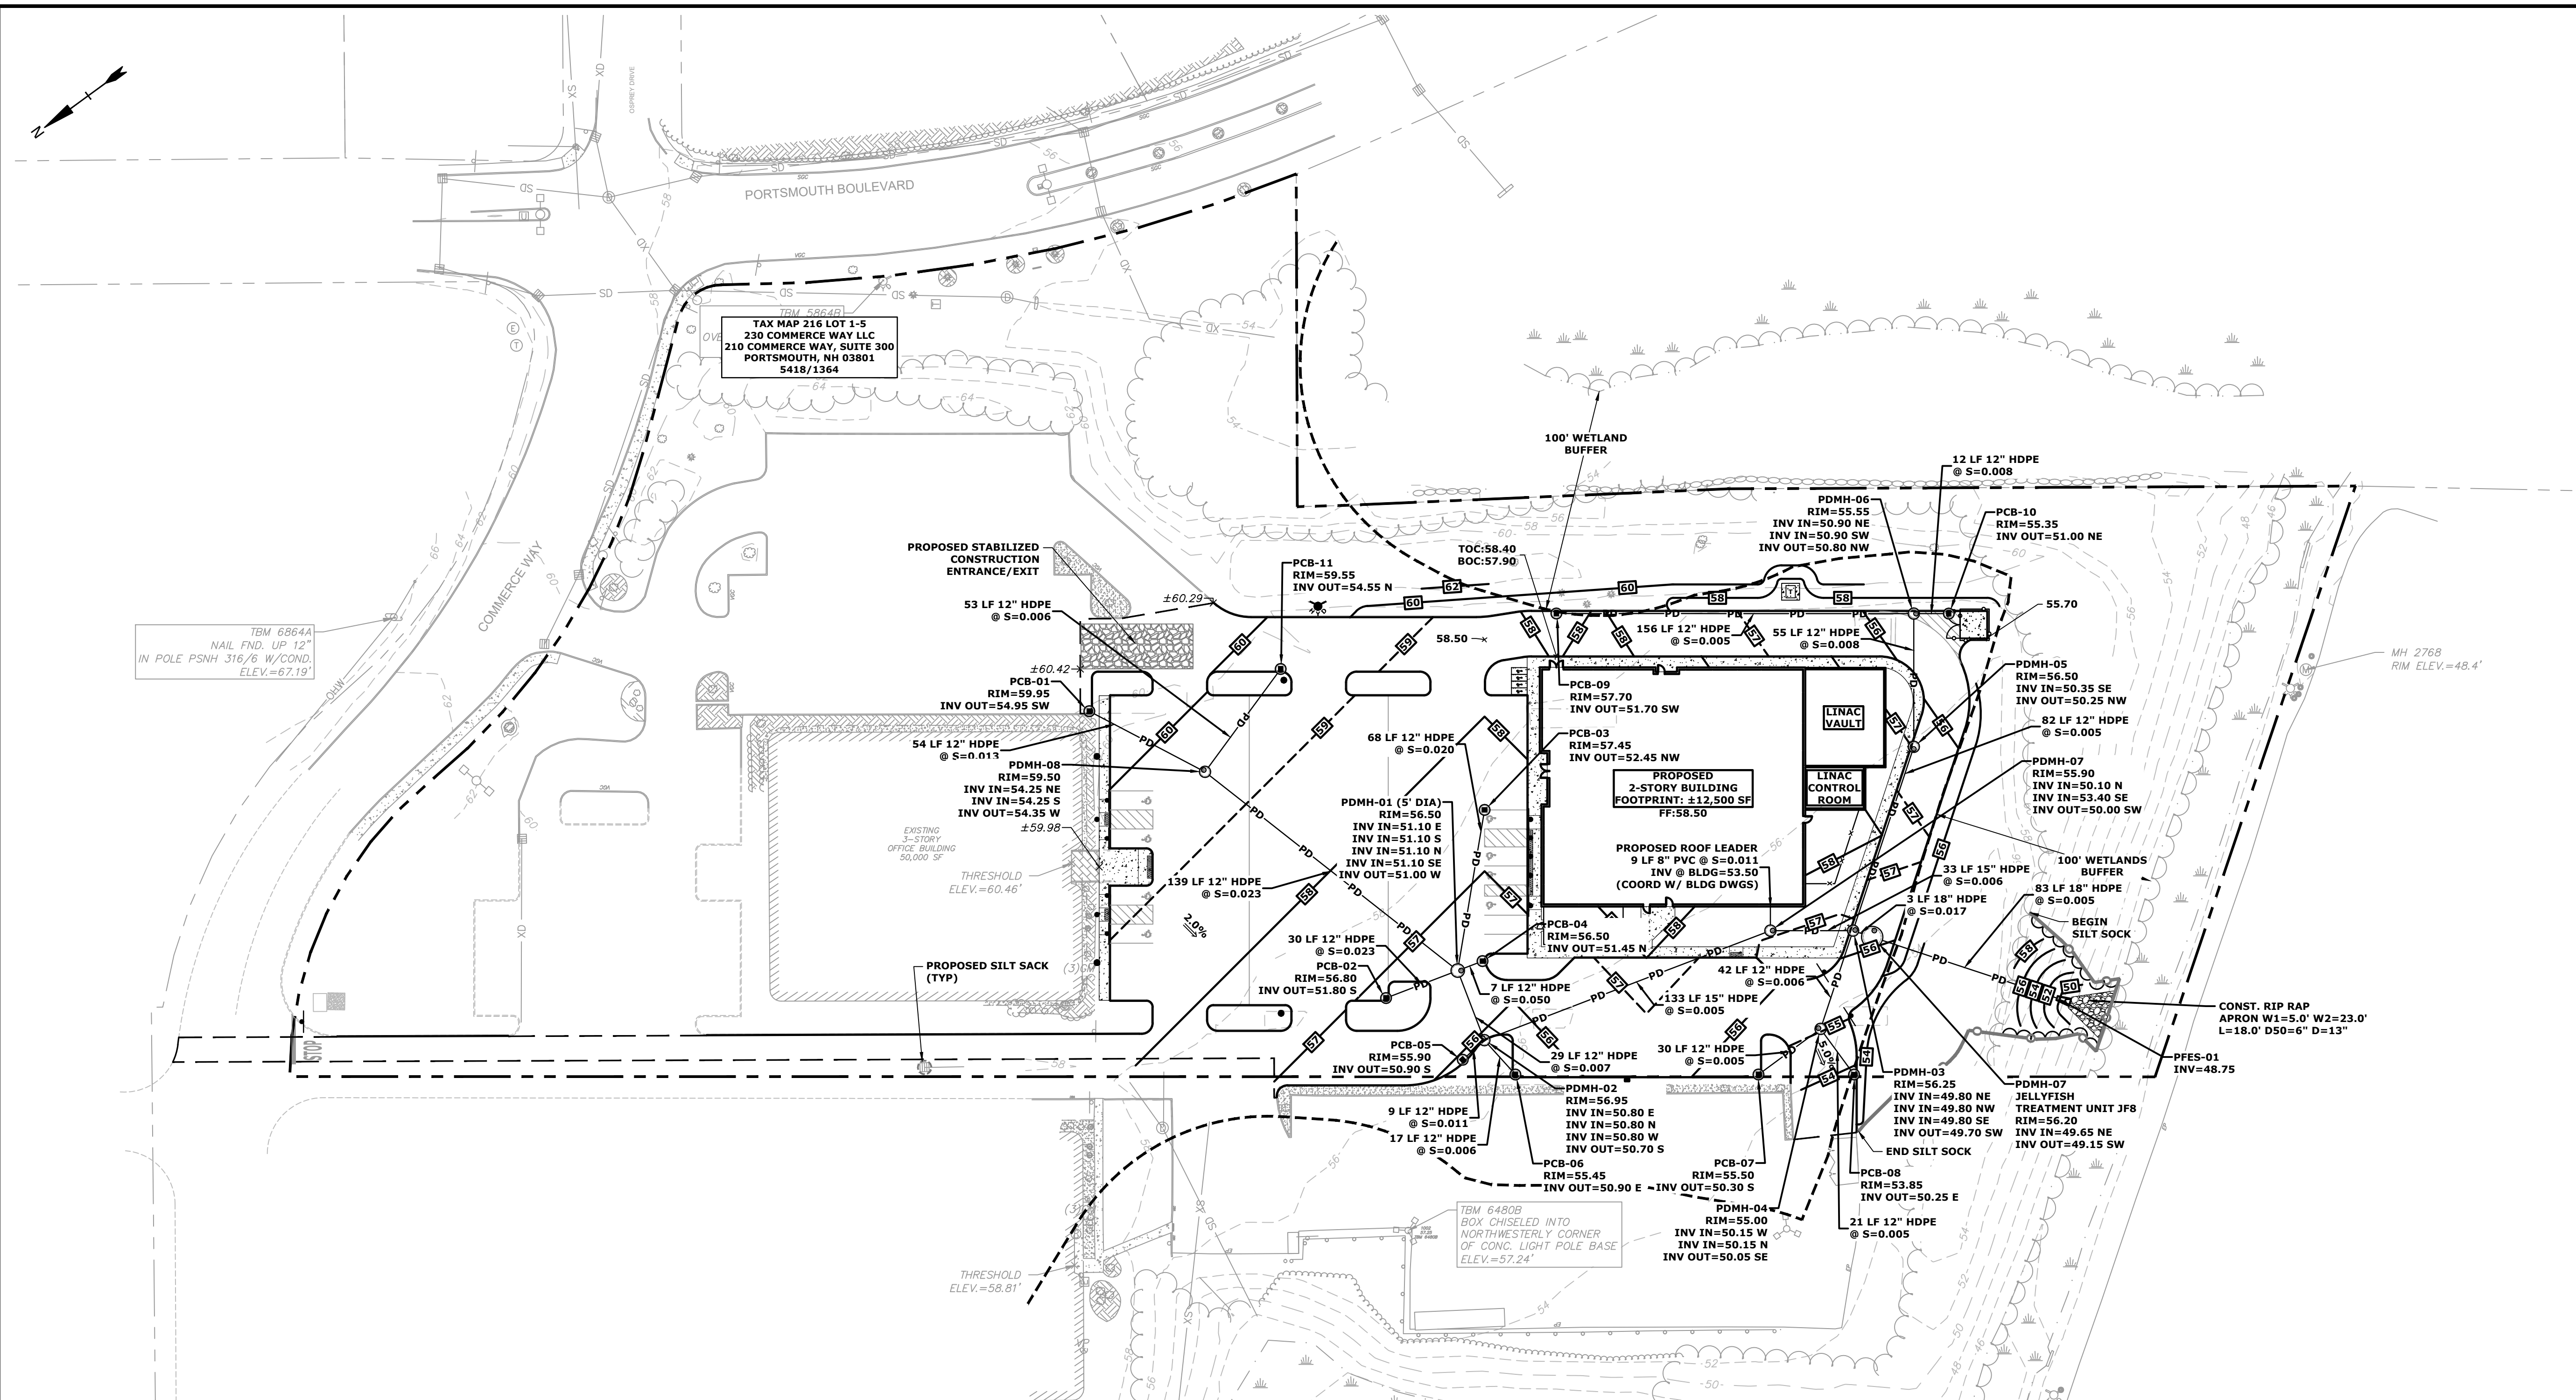 N
OSPREY DRIVE
PORTSMOUTH BOULEVARD
COMMERCE WAY
TBM 5864B
TAX MAP 216 LOT 1-5
230 COMMERCE WAY LLC
210 COMMERCE WAY, SUITE 300
PORTSMOUTH, NH 03801
5418/1364
TBM 6864A
NAIL FND. UP 12"
IN POLE PSNH 316/6 W/COND.
ELEV.=67.19'
OHW
100' WETLAND
BUFFER
12 LF 12" HDPE
@ S=0.008
PDMH-06
RIM=55.55
INV IN=50.90 NE
INV IN=50.90 SW
INV OUT=50.80 NW
PCB-10
RIM=55.35
INV OUT=51.00 NE
PROPOSED STABILIZED
CONSTRUCTION
ENTRANCE/EXIT
TOC:58.40
BOC:57.90
PCB-11
RIM=59.55
INV OUT=54.55 N
53 LF 12" HDPE
@ S=0.006
±60.29
±60.42
58.50
156 LF 12" HDPE
@ S=0.005
55 LF 12" HDPE
@ S=0.008
55.70
MH 2768
RIM ELEV.=48.4'
PCB-01
RIM=59.95
INV OUT=54.95 SW
PCB-09
RIM=57.70
INV OUT=51.70 SW
PDMH-05
RIM=56.50
INV IN=50.35 SE
INV OUT=50.25 NW
82 LF 12" HDPE
@ S=0.005
54 LF 12" HDPE
@ S=0.013
PDMH-08
RIM=59.50
INV IN=54.25 NE
INV IN=54.25 S
INV OUT=54.35 W
±59.98
68 LF 12" HDPE
@ S=0.020
PCB-03
RIM=57.45
INV OUT=52.45 NW
LINAC
VAULT
LINAC
CONTROL
ROOM
PROPOSED
2-STORY BUILDING
FOOTPRINT: ±12,500 SF
FF:58.50
PDMH-07
RIM=55.90
INV IN=50.10 N
INV IN=53.40 SE
INV OUT=50.00 SW
PDMH-01 (5' DIA)
RIM=56.50
INV IN=51.10 E
INV IN=51.10 S
INV IN=51.10 N
INV IN=51.10 SE
INV OUT=51.00 W
EXISTING
3-STORY
OFFICE BUILDING
50,000 SF
THRESHOLD
ELEV.=60.46'
PROPOSED ROOF LEADER
9 LF 8" PVC @ S=0.011
INV @ BLDG=53.50
(COORD W/ BLDG DWGS)
100' WETLANDS
BUFFER
33 LF 15" HDPE
@ S=0.006
83 LF 18" HDPE
@ S=0.005
3 LF 18" HDPE
@ S=0.017
BEGIN
SILT SOCK
139 LF 12" HDPE
@ S=0.023
2.0%
30 LF 12" HDPE
@ S=0.023
PCB-04
RIM=56.50
INV OUT=51.45 N
PCB-02
RIM=56.80
INV OUT=51.80 S
PROPOSED SILT SACK
(TYP)
7 LF 12" HDPE
@ S=0.050
42 LF 12" HDPE
@ S=0.006
133 LF 15" HDPE
@ S=0.005
CONST. RIP RAP
APRON W1=5.0' W2=23.0'
L=18.0' D50=6" D=13"
STOP
PCB-05
RIM=55.90
INV OUT=50.90 S
29 LF 12" HDPE
@ S=0.007
30 LF 12" HDPE
@ S=0.005
5.0%
PFES-01
INV=48.75
PDMH-02
RIM=56.95
INV IN=50.80 E
INV IN=50.80 N
INV IN=50.80 W
INV OUT=50.70 S
PDMH-03
RIM=56.25
INV IN=49.80 NE
INV IN=49.80 NW
INV IN=49.80 SE
INV OUT=49.70 SW
PDMH-07
JELLYFISH
TREATMENT UNIT JF8
RIM=56.20
INV IN=49.65 NE
INV OUT=49.15 SW
9 LF 12" HDPE
@ S=0.011
17 LF 12" HDPE
@ S=0.006
END SILT SOCK
PCB-06
RIM=55.45
INV OUT=50.90 E
PCB-07
RIM=55.50
INV OUT=50.30 S
PCB-08
RIM=53.85
INV OUT=50.25 E
PDMH-04
RIM=55.00
INV IN=50.15 W
INV IN=50.15 N
INV OUT=50.05 SE
21 LF 12" HDPE
@ S=0.005
TBM 6480B
BOX CHISELED INTO
NORTHWESTERLY CORNER
OF CONC. LIGHT POLE BASE
ELEV.=57.24'
THRESHOLD
ELEV.=58.81'